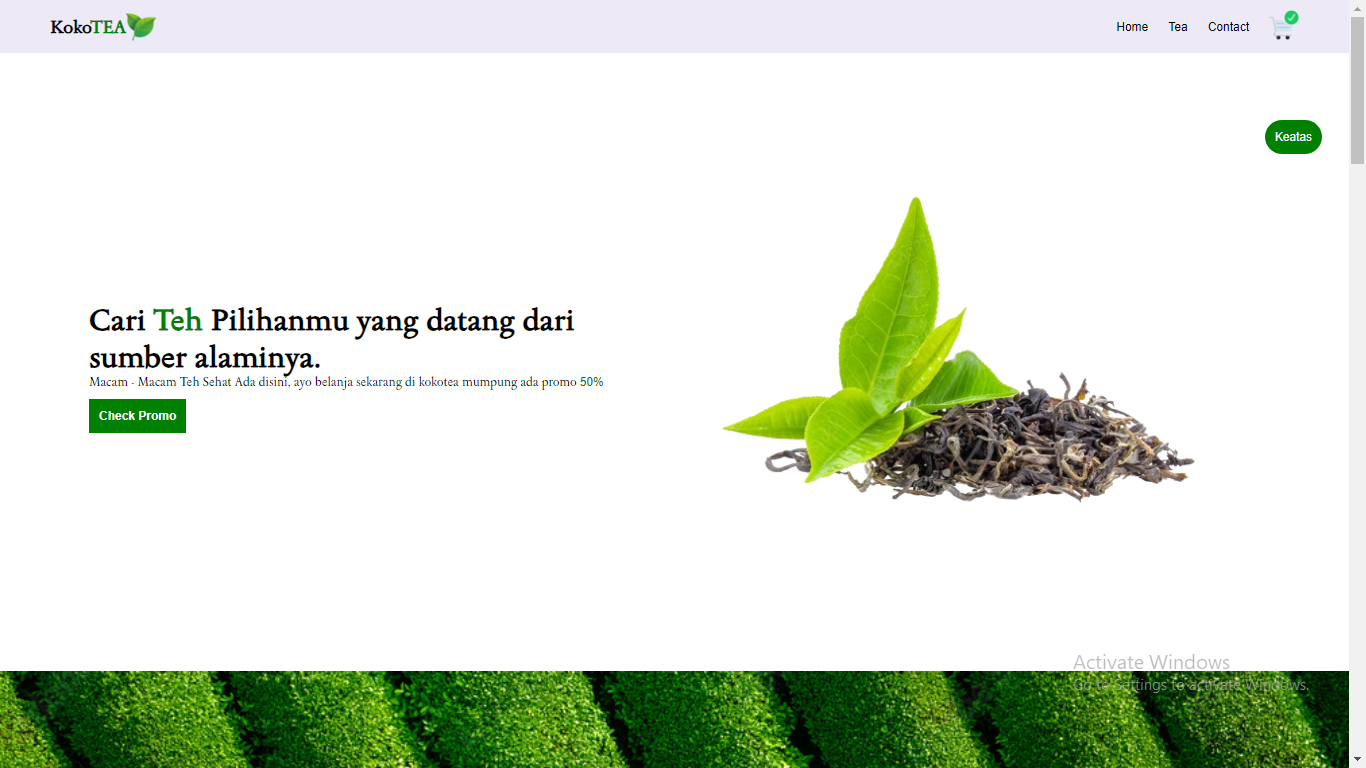 KokoTEA
Home
Tea
Contact
Keatas
Cari Teh Pilihanmu yang datang dari
sumber alaminya.
Macam - Macam Teh Sehat Ada disini, ayo belanja sekarang di kokotea mumpung ada promo 50%
Check Promo
Activate Windows
Go to Settings to activate Windows.